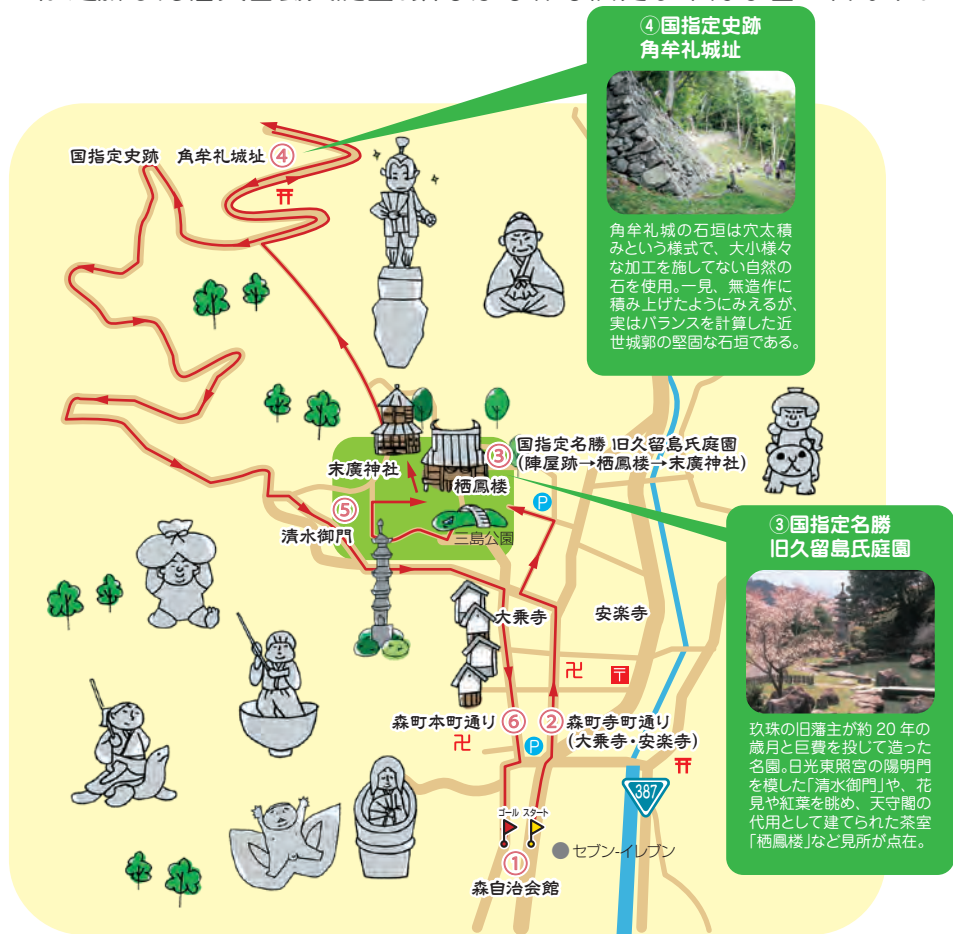 ④国指定史跡
角牟礼城址
角牟礼城の石垣は穴太積
みという様式で、大小様々
な加工を施してない自然の
石を使用。一見、無造作に
積み上げたようにみえるが、
実はバランスを計算した近
世城郭の堅固な石垣である。
国指定史跡 角牟礼城址 ④
末廣神社
栖鳳楼
③ 国指定名勝 旧久留島氏庭園
(陣屋跡→栖鳳楼→末廣神社)
P
⑤
清水御門
三島公園
③国指定名勝
旧久留島氏庭園
玖珠の旧藩主が約20年の
歳月と巨費を投じて造った
名園。日光東照宮の陽明門
を模した「清水御門」や、花
見や紅葉を眺め、天守閣の
代用として建てられた茶室
「栖鳳楼」など見所が点在。
大乗寺
安楽寺
卍
〒
森町本町通り ⑥
② 森町寺町通り
(大乗寺・安楽寺)
卍
P
387
ゴール スタート
①
森自治会館
セブン-イレブン